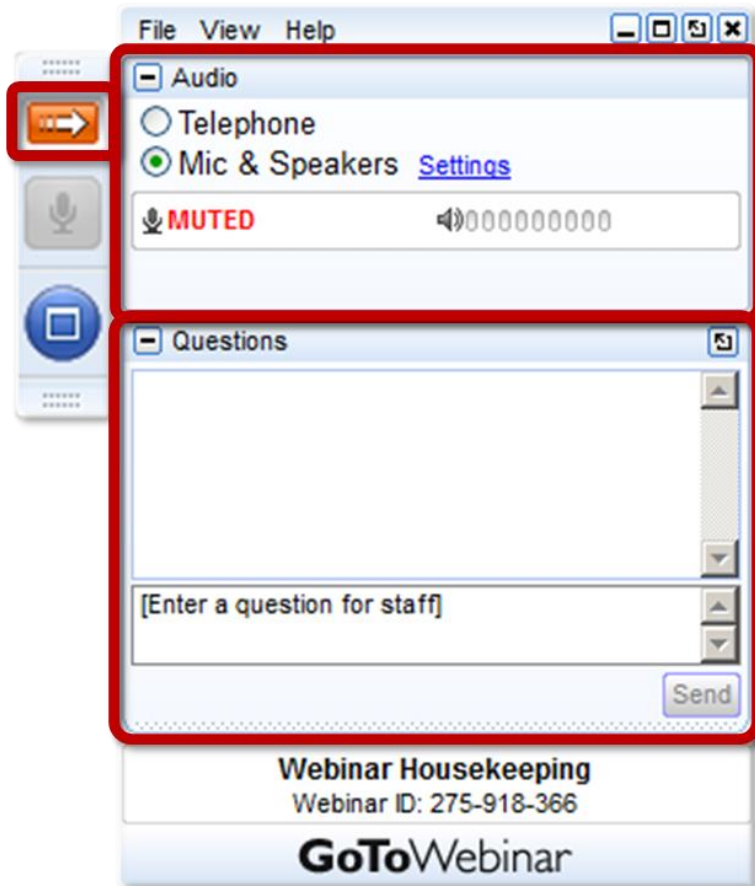 File View Help
Audio
Telephone
Mic & Speakers Settings
MUTED 000000000
Questions
[Enter a question for staff]
Send
Webinar Housekeeping
Webinar ID: 275-918-366
GoToWebinar